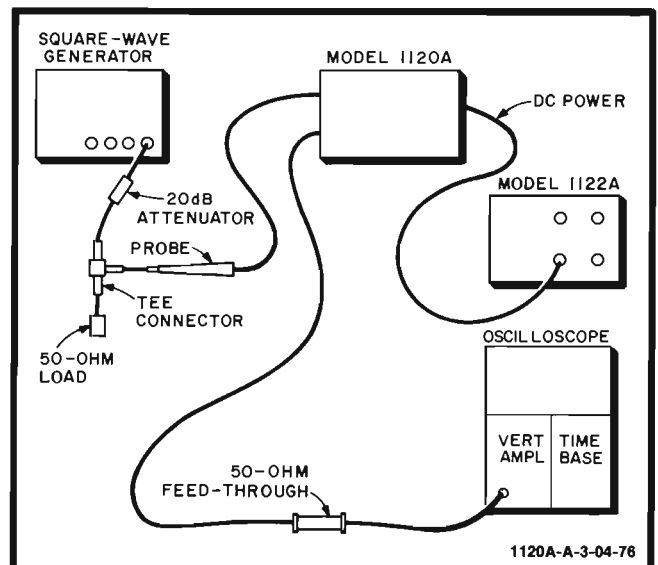 SQUARE-WAVE
GENERATOR
MODEL 1120A
DC POWER
MODEL 1122A
20dB
ATTENUATOR
PROBE
TEE
CONNECTOR
50-OHM
LOAD
OSCILLOSCOPE
VERT
AMPL
TIME
BASE
50-OHM
FEED-THROUGH
1120A-A-3-04-76